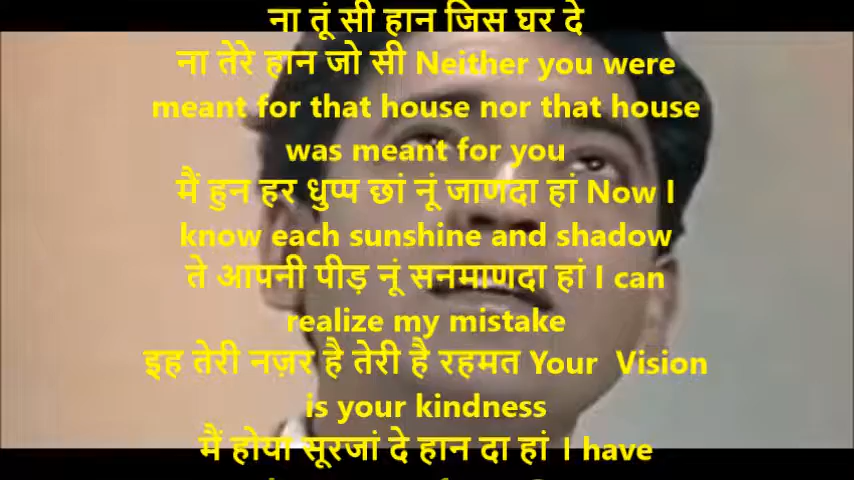 ना तूं सी हान जिस घर दे
ना तेरे हान जो सी Neither you were
meant for that house nor that house
was meant for you
मैं हुन हर धुप्प छां नूं जाणदा हां Now I
know each sunshine and shadow
ते आपनी पीड़ नूं सनमाणदा हां I can
realize my mistake
इह तेरी नज़र है तेरी है रहमत Your Vision
is your kindness
मैं होया सूरजां दे हान दा हां I have